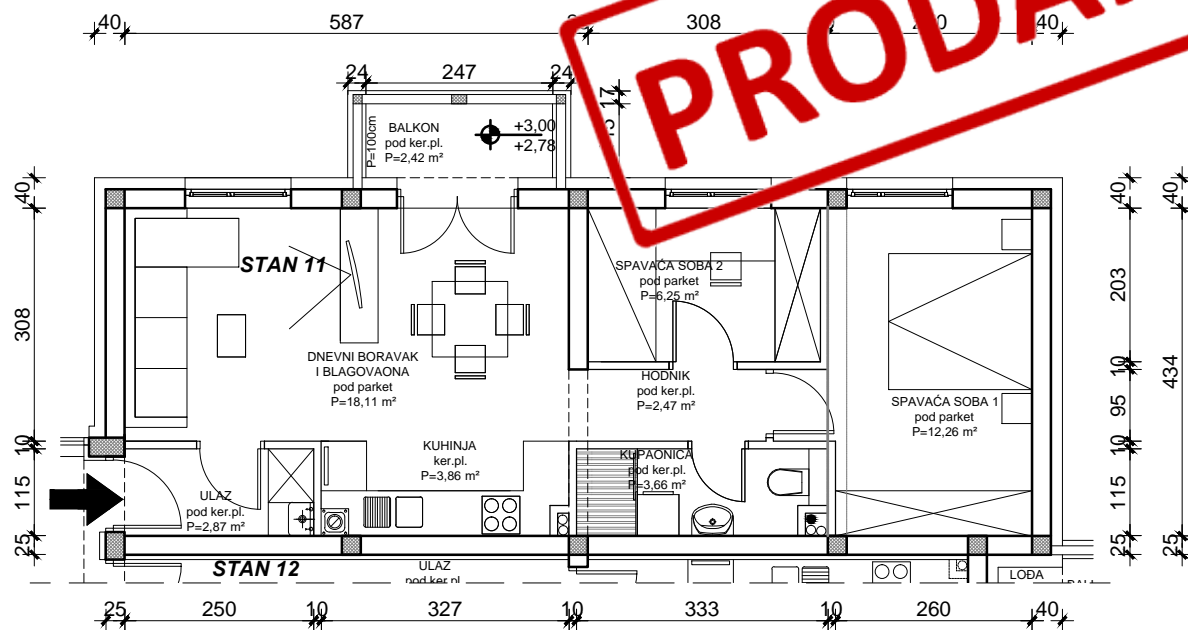 40 587 308 40
PRODA
24 247 24
17
BALKON
pod ker.pl.
P=2,42 m²
P=100cm
+3,00
+2,78
40
308
10
115
25
STAN 11
SPAVAĆA SOBA 2
pod parket
P=6,25 m²
DNEVNI BORAVAK
I BLAGOVAONA
pod parket
P=18,11 m²
HODNIK
pod ker.pl.
P=2,47 m²
SPAVAĆA SOBA 1
pod parket
P=12,26 m²
KUHINJA
ker.pl.
P=3,86 m²
KUPAONICA
pod ker.pl.
P=3,66 m²
ULAZ
pod ker.pl.
P=2,87 m²
40
203
10
95
10
115
25
40
434
25
STAN 12
ULAZ
pod ker.pl.
LOĐA
25 250 10 327 10 333 10 260 40